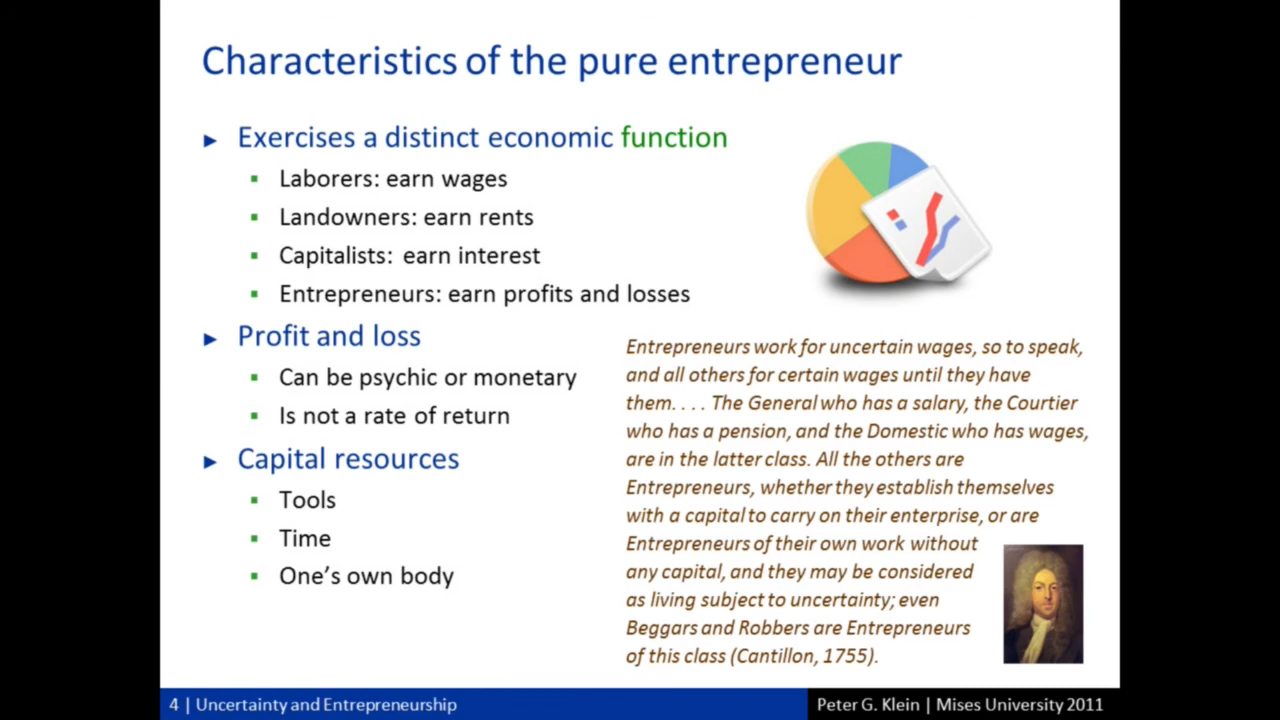 Characteristics of the pure entrepreneur
► Exercises a distinct economic function
▪ Laborers: earn wages
▪ Landowners: earn rents
▪ Capitalists: earn interest
▪ Entrepreneurs: earn profits and losses
► Profit and loss
▪ Can be psychic or monetary
▪ Is not a rate of return
► Capital resources
▪ Tools
▪ Time
▪ One's own body
Entrepreneurs work for uncertain wages, so to speak,
and all others for certain wages until they have
them. . . . The General who has a salary, the Courtier
who has a pension, and the Domestic who has wages,
are in the latter class. All the others are
Entrepreneurs, whether they establish themselves
with a capital to carry on their enterprise, or are
Entrepreneurs of their own work without
any capital, and they may be considered
as living subject to uncertainty; even
Beggars and Robbers are Entrepreneurs
of this class (Cantillon, 1755).
4 | Uncertainty and Entrepreneurship
Peter G. Klein | Mises University 2011